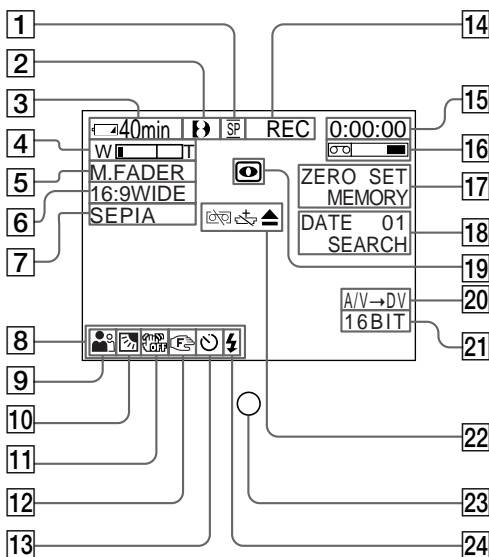 1
14
2
3
15
40min SP REC 0:00:00
4
W T
16
5
M.FADER
ZERO SET
MEMORY
17
6
16:9WIDE
7
SEPIA
DATE 01
SEARCH
18
19
A/V→DV
20
16BIT
21
8
F
OFF
9
10
11
22
12
23
13
24